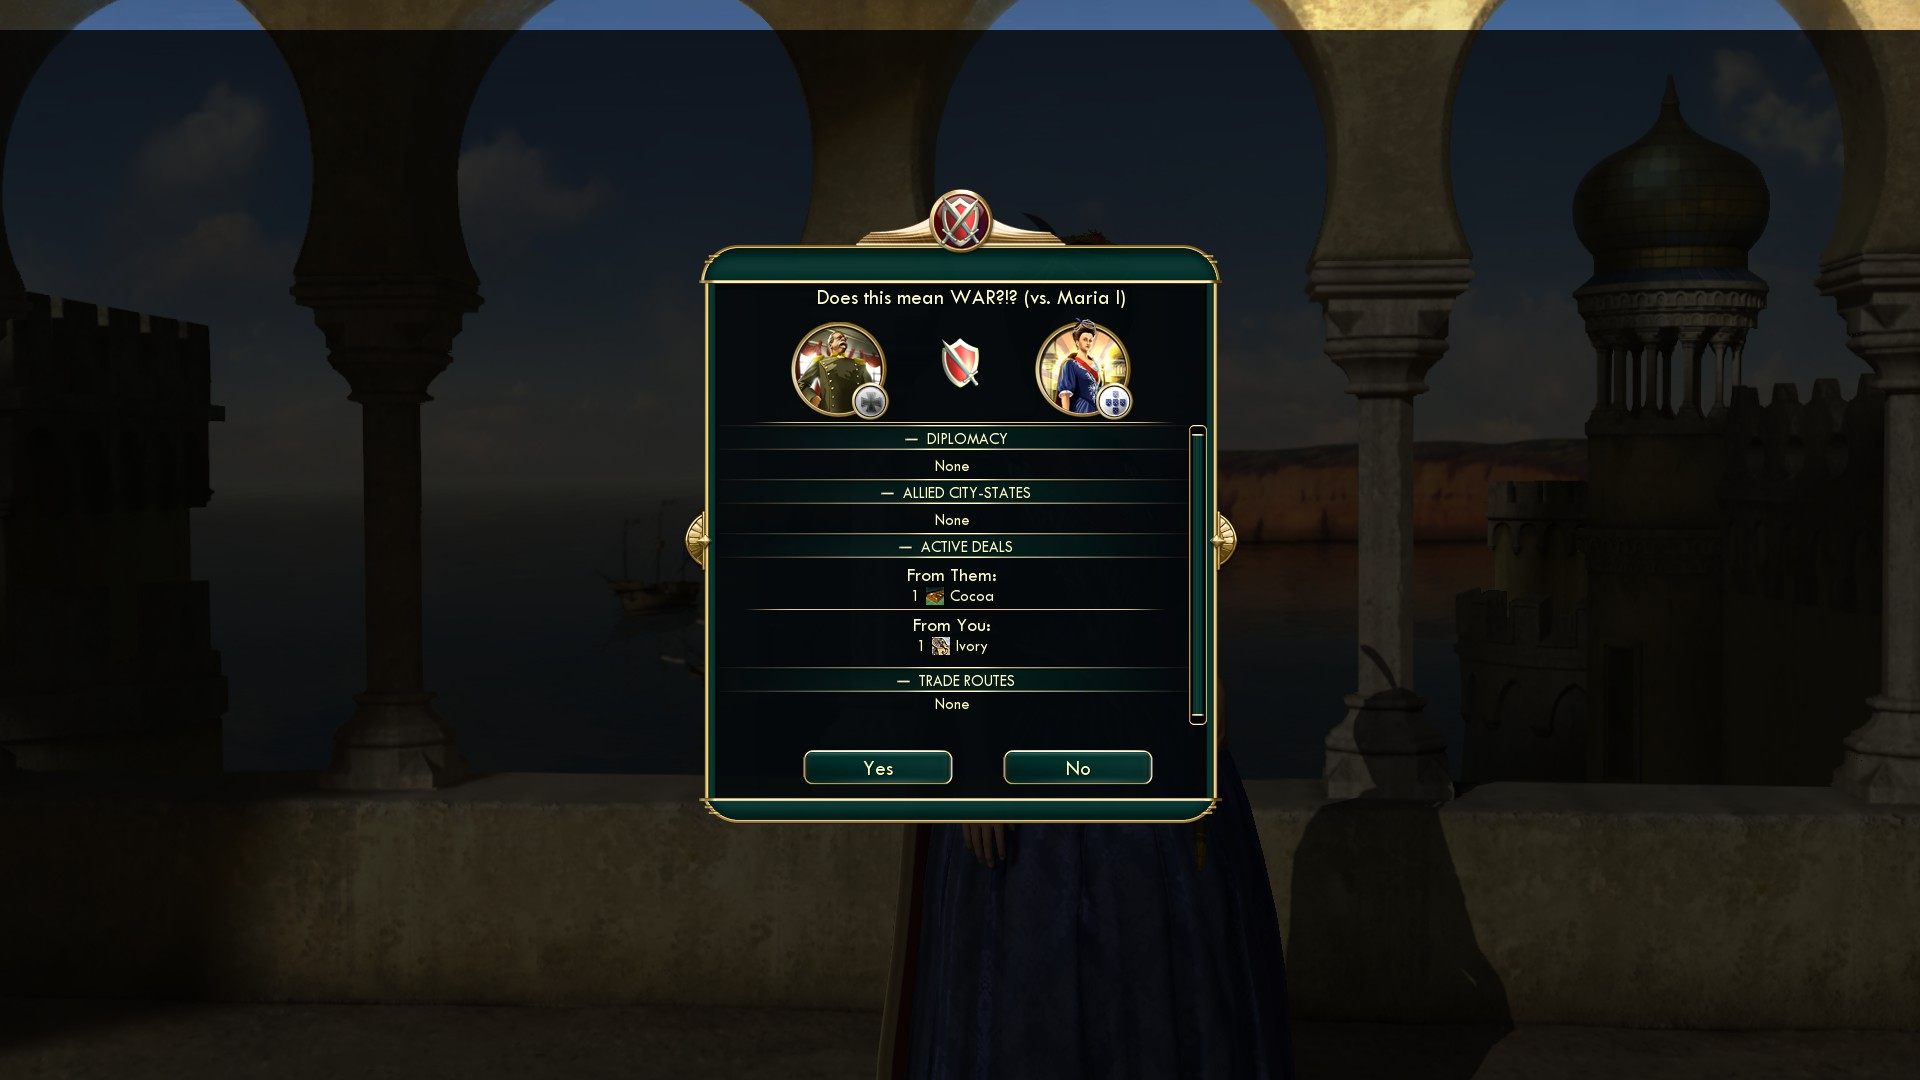 Does this mean WAR?!? (vs. Maria I)
— DIPLOMACY
None
— ALLIED CITY-STATES
None
— ACTIVE DEALS
From Them:
1 Cocoa
From You:
1 Ivory
— TRADE ROUTES
None
Yes
No